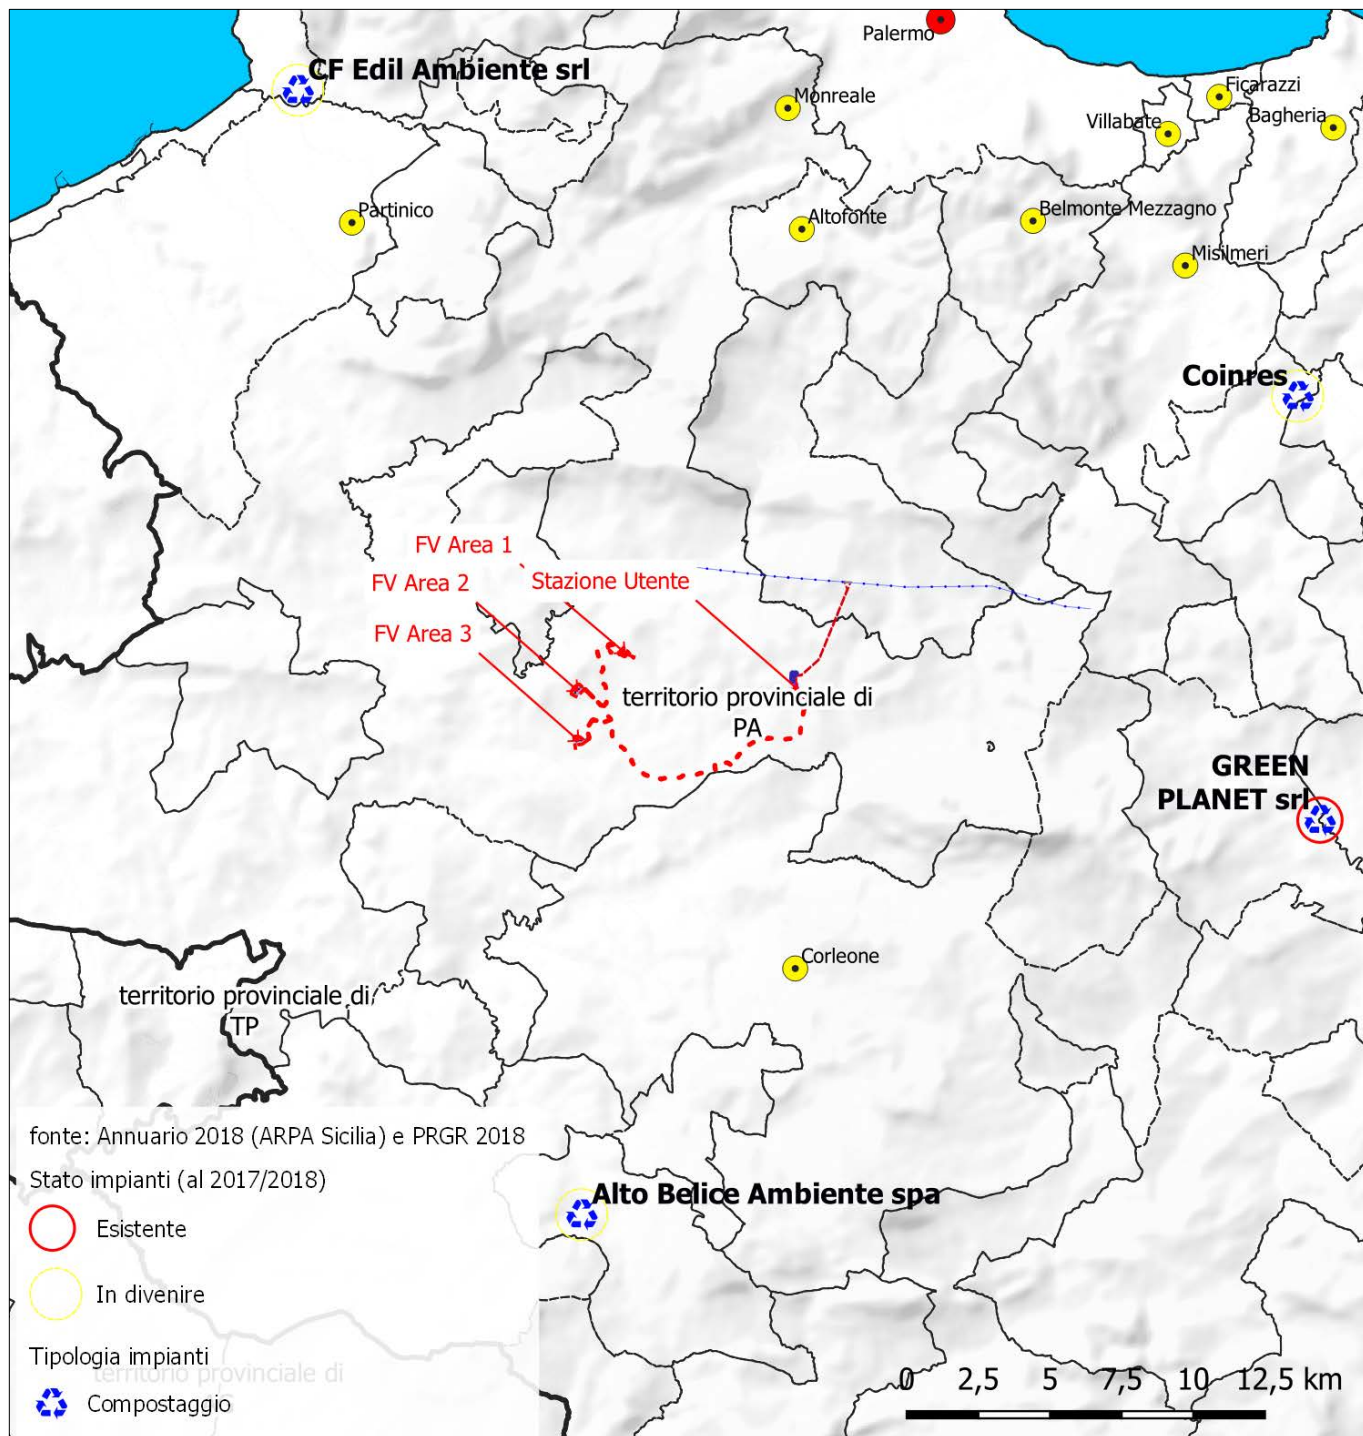 Palermo
CF Edil Ambiente srl
Monreale
Ficarazzi
Villabate
Bagheria
Partinico
Altofonte
Belmonte Mezzagno
Misilmeri
Coinres
FV Area 1
FV Area 2
Stazione Utente
FV Area 3
territorio provinciale di
PA
GREEN
PLANET srl
Corleone
territorio provinciale di
TP
fonte: Annuario 2018 (ARPA Sicilia) e PRGR 2018
Stato impianti (al 2017/2018)
Esistente
In divenire
Tipologia impianti
territorio provinciale di
Compostaggio
Alto Belice Ambiente spa
0 2,5 5 7,5 10 12,5 km